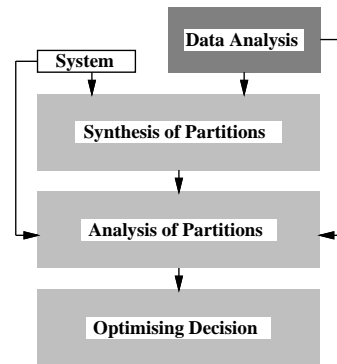 Data Analysis
System
Synthesis of Partitions
Analysis of Partitions
Optimising Decision